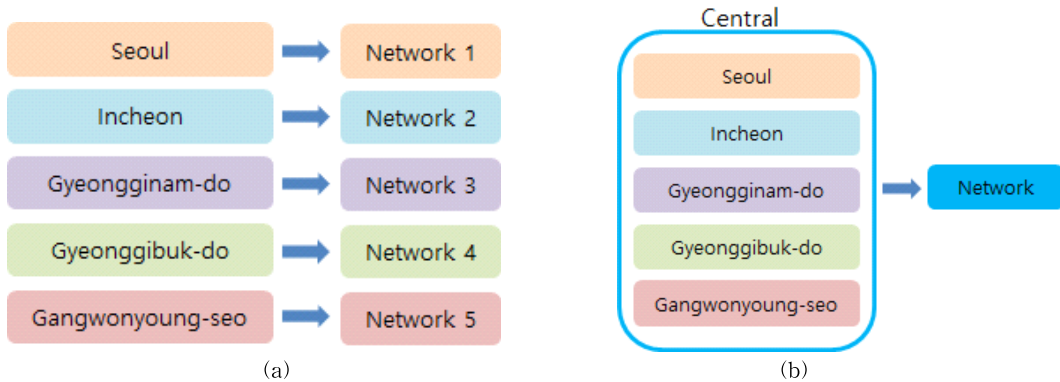 Seoul
Network 1
Incheon
Network 2
Gyeongginam-do
Network 3
Gyeonggibuk-do
Network 4
Gangwonyoung-seo
Network 5
(a)
Central
Seoul
Incheon
Gyeongginam-do
Gyeonggibuk-do
Gangwonyoung-seo
Network
(b)